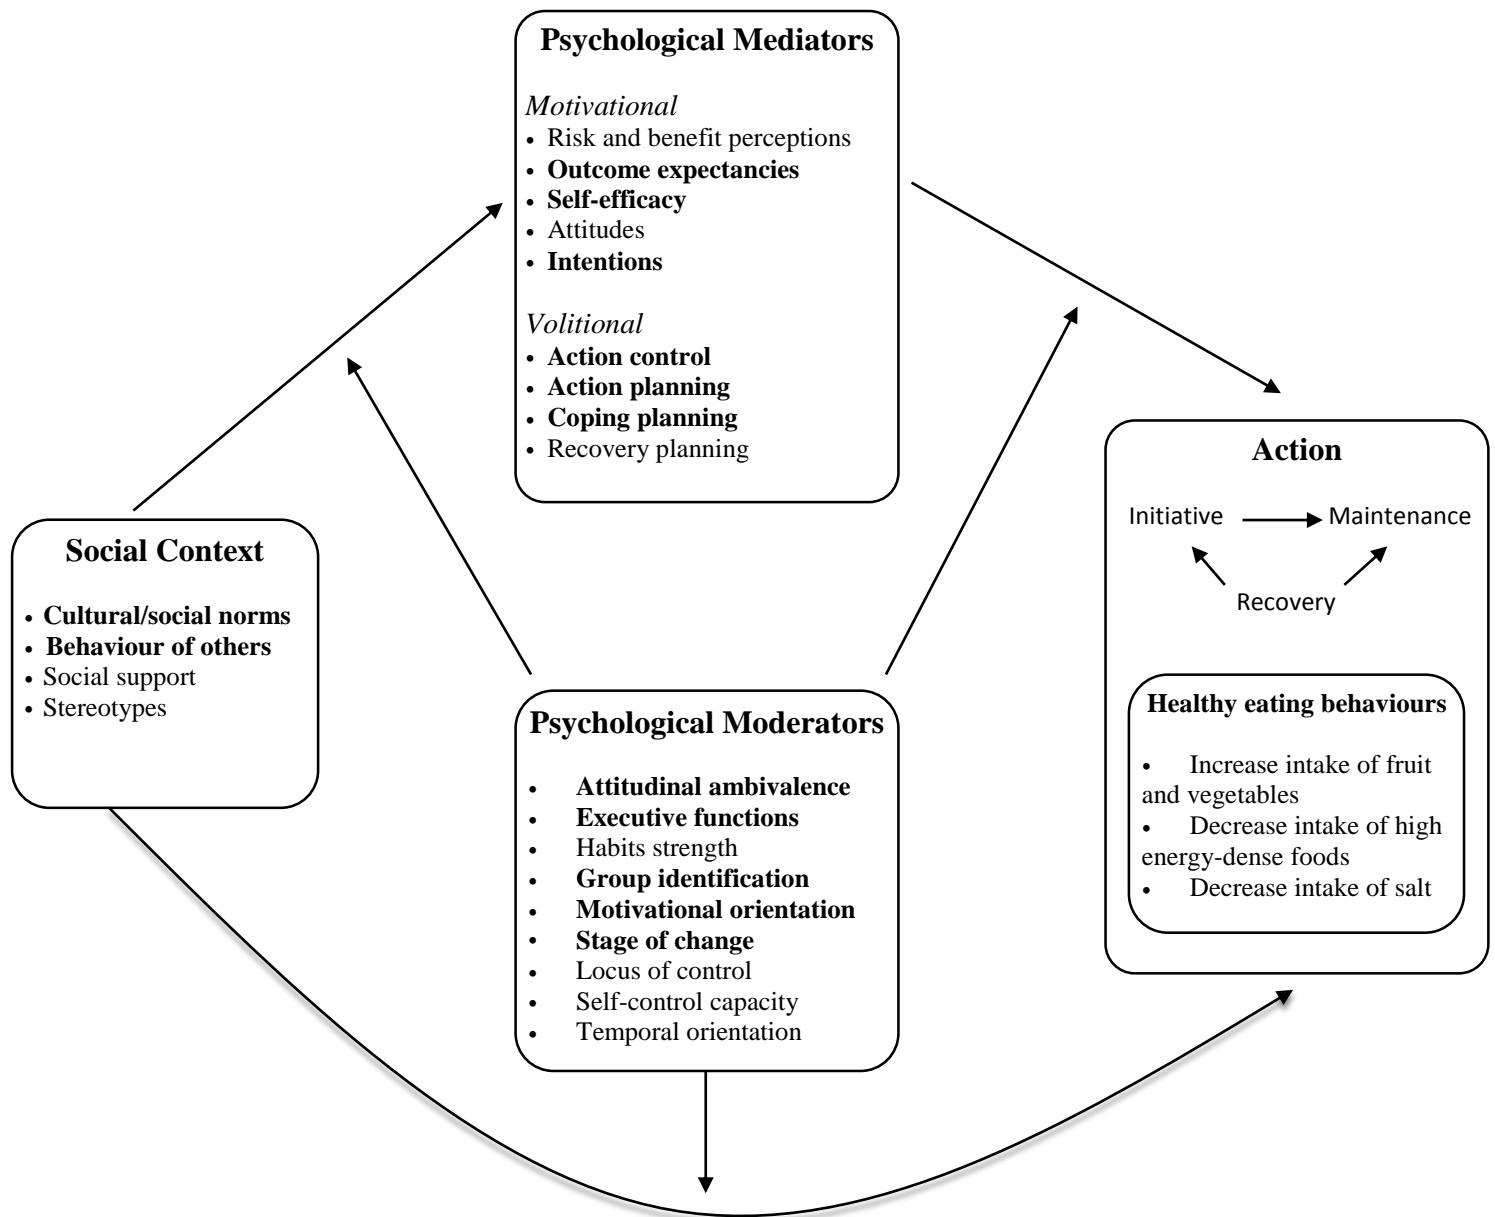 Psychological Mediators
Motivational
• Risk and benefit perceptions
• Outcome expectancies
• Self-efficacy
• Attitudes
• Intentions
Volitional
• Action control
• Action planning
• Coping planning
• Recovery planning
Social Context
• Cultural/social norms
• Behaviour of others
• Social support
• Stereotypes
Psychological Moderators
• Attitudinal ambivalence
• Executive functions
• Habits strength
• Group identification
• Motivational orientation
• Stage of change
• Locus of control
• Self-control capacity
• Temporal orientation
Action
Initiative Maintenance
Recovery
Healthy eating behaviours
• Increase intake of fruit
and vegetables
• Decrease intake of high
energy-dense foods
• Decrease intake of salt